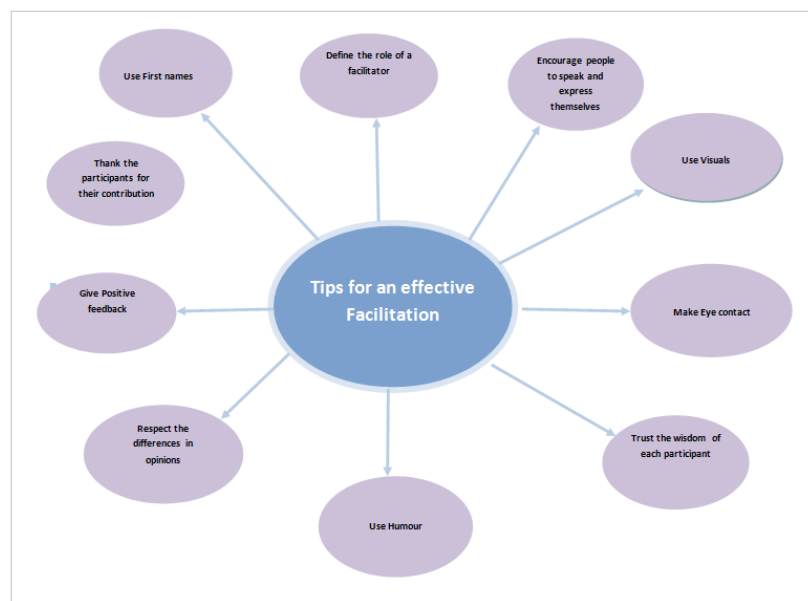 Use First names
Define the role of a
facilitator
Encourage people
to speak and
express
themselves
Use Visuals
Thank the
participants for
their contribution
Tips for an effective
Facilitation
Give Positive
feedback
Make Eye contact
Respect the
differences in
opinions
Trust the wisdom of
each participant
Use Humour